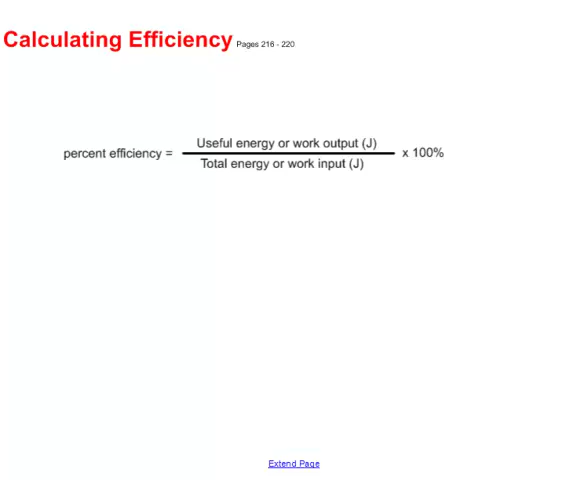 Calculating Efficiency Pages 216 - 220
Useful energy or work output (J)
percent efficiency = x 100%
Total energy or work input (J)
Extend Page